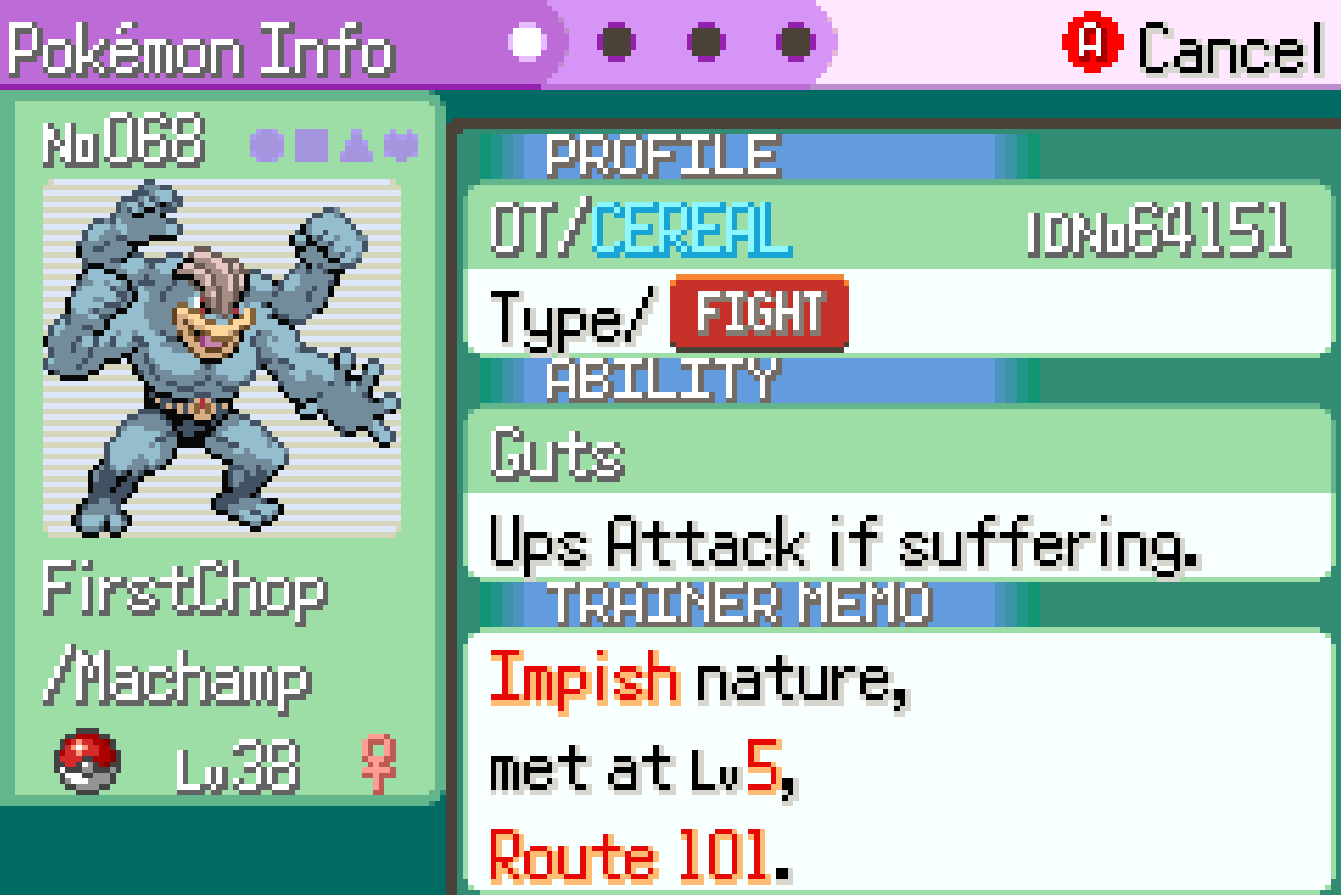 Pokémon Info
A Cancel
No068
FirstChop
/Machamp
Lv38 ♀
PROFILE
OT/CEREAL IDNo64151
Type/ FIGHT
ABILITY
Guts
Ups Attack if suffering.
TRAINER MEMO
Impish nature,
met at Lv5,
Route 101.